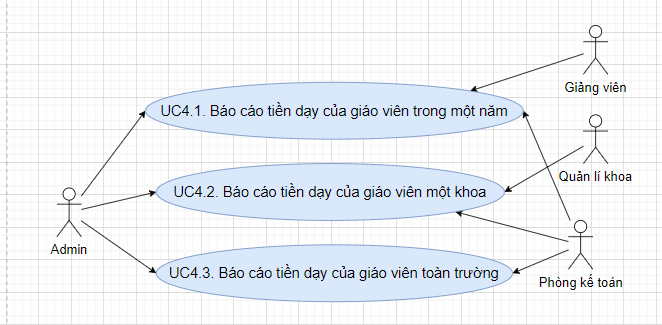 Giảng viên
UC4.1. Báo cáo tiền dạy của giáo viên trong một năm
Quản lí khoa
UC4.2. Báo cáo tiền dạy của giáo viên một khoa
Admin
UC4.3. Báo cáo tiền dạy của giáo viên toàn trường
Phòng kế toán